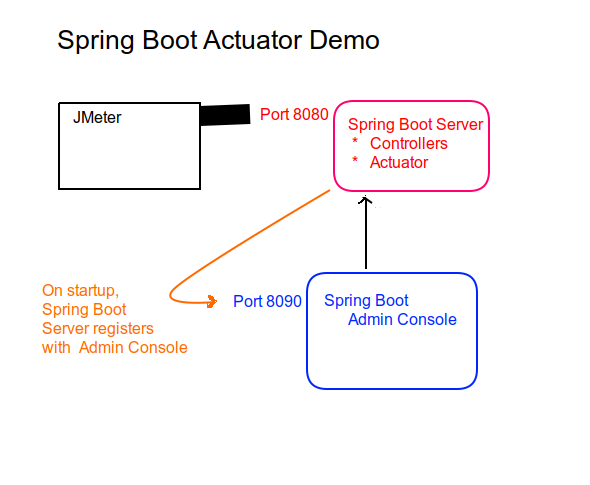 Spring Boot Actuator Demo
JMeter
Port 8080
Spring Boot Server
* Controllers
* Actuator
On startup,
Spring Boot
Server registers
with Admin Console
Port 8090
Spring Boot
Admin Console